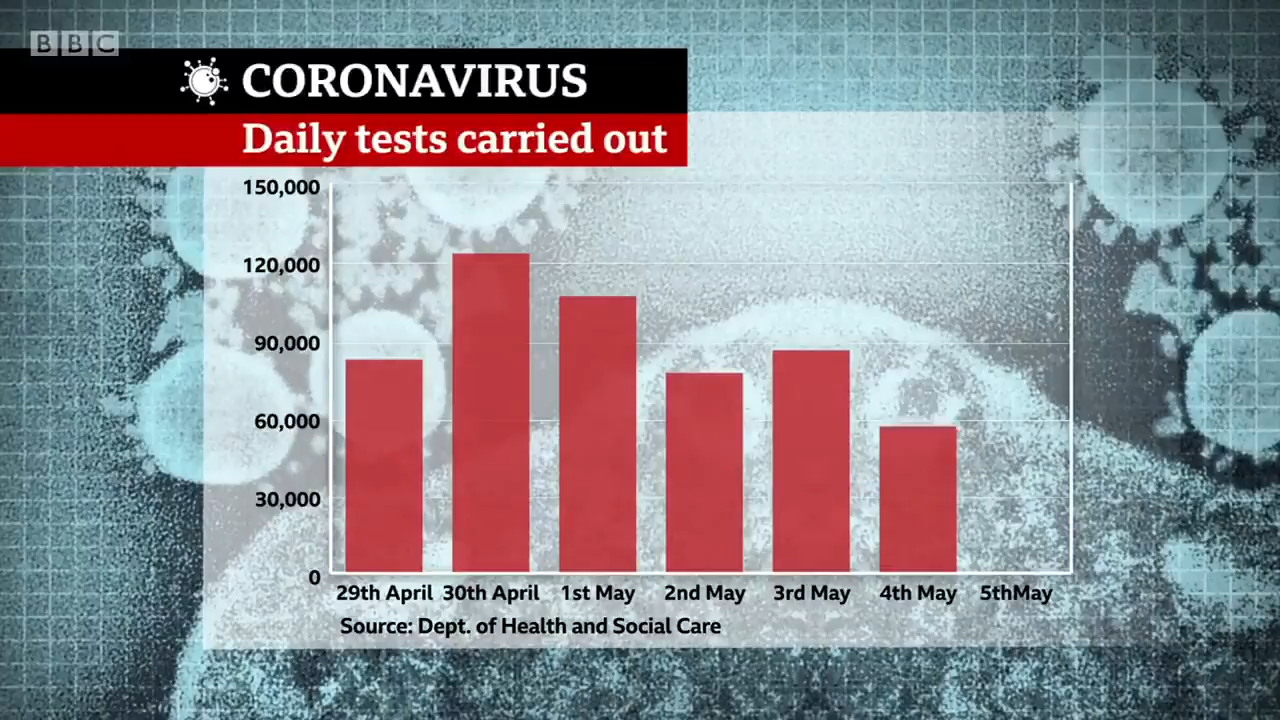 BBC
CORONAVIRUS
Daily tests carried out
150,000
120,000
90,000
60,000
30,000
0
29th April 30th April 1st May 2nd May 3rd May 4th May 5thMay
Source: Dept. of Health and Social Care